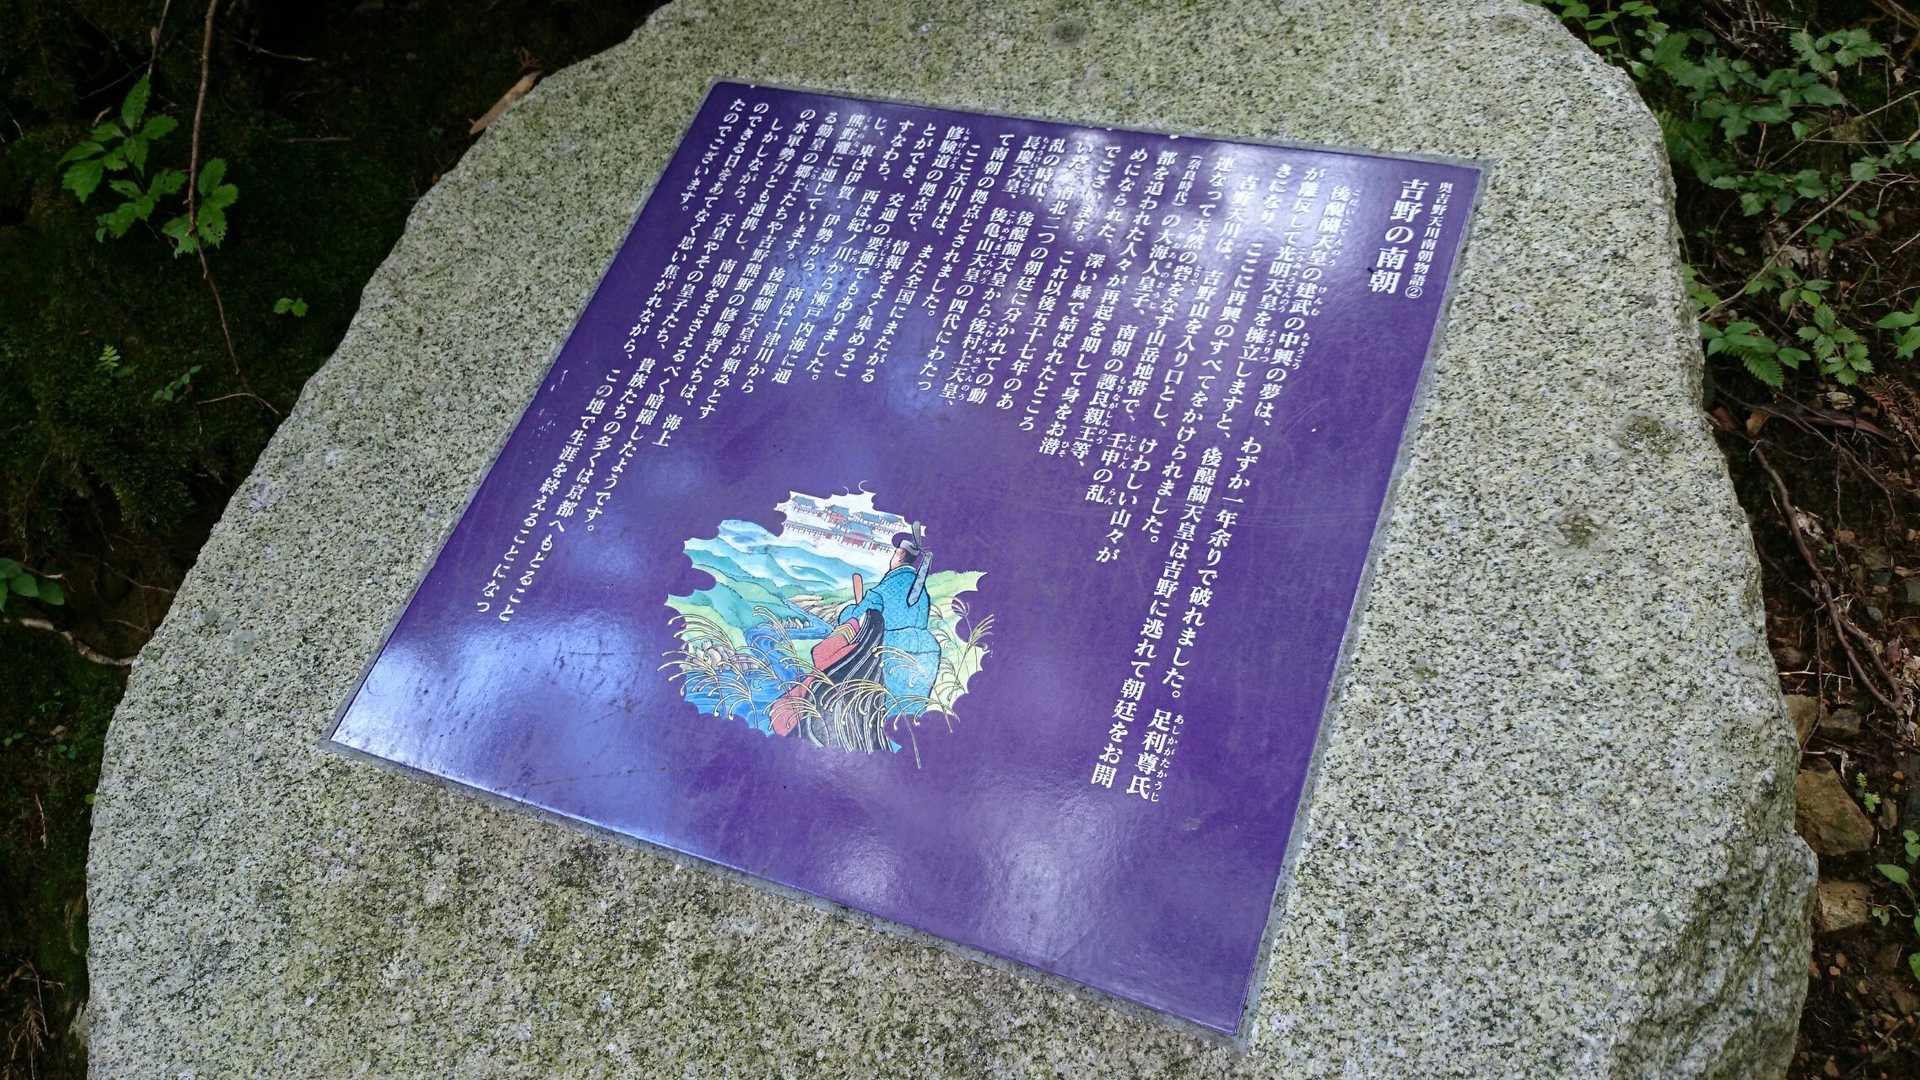 奥吉野天川南朝物語②
吉野の南朝
後醍醐天皇の建武の中興の夢は、わずか一年余りで破れました。足利尊氏
が離反して光明天皇を擁立しますと、後醍醐天皇は吉野に逃れて朝廷をお開
きになり、ここに再興のすべてをかけられました。
吉野天川は、吉野山を入り口とし、けわしい山々が
連なって天然の砦をなす山岳地帯で、壬申の乱
(奈良時代)の大海人皇子、南朝の護良親王等、
都を追われた人々が再起を期して身をお潜
めになられた、深い縁で結ばれたところ
でございます。これ以後五十七年のあ
いだ、南北二つの朝廷に分かれての動
乱の時代、後醍醐天皇から後村上天皇、
長慶天皇、後亀山天皇の四代にわたっ
て南朝の拠点とされました。
ここ天川村は、また全国にまたがる
修験道の拠点で、情報をよく集めるこ
とができ、交通の要衝でもありました。
すなわち、西は紀ノ川から瀬戸内海に通
じ、東は伊賀、伊勢から、南は十津川から
熊野灘に通じています。後醍醐天皇が頼みとす
る勤皇の郷士たちや吉野熊野の修験者たちは、海上
の水軍勢力とも連携し、南朝をささえるべく暗躍したようです。
しかしながら、天皇やその皇子たち、貴族たちの多くは京都へもどること
のできる日をあてなく思い焦がれながら、この地で生涯を終えることになっ
たのでございます。